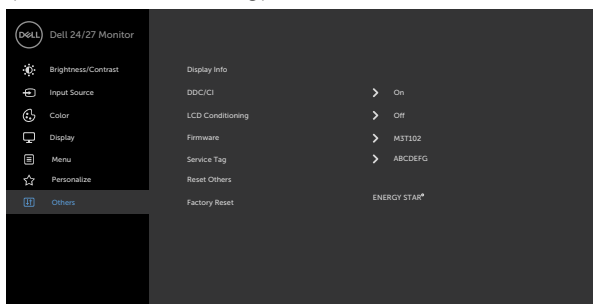 DELL Dell 24/27 Monitor
Brightness/Contrast Display Info
Input Source DDC/CI On
Color LCD Conditioning Off
Display Firmware M3T102
Menu Service Tag ABCDEFG
Personalize Reset Others
Others Factory Reset ENERGY STAR®